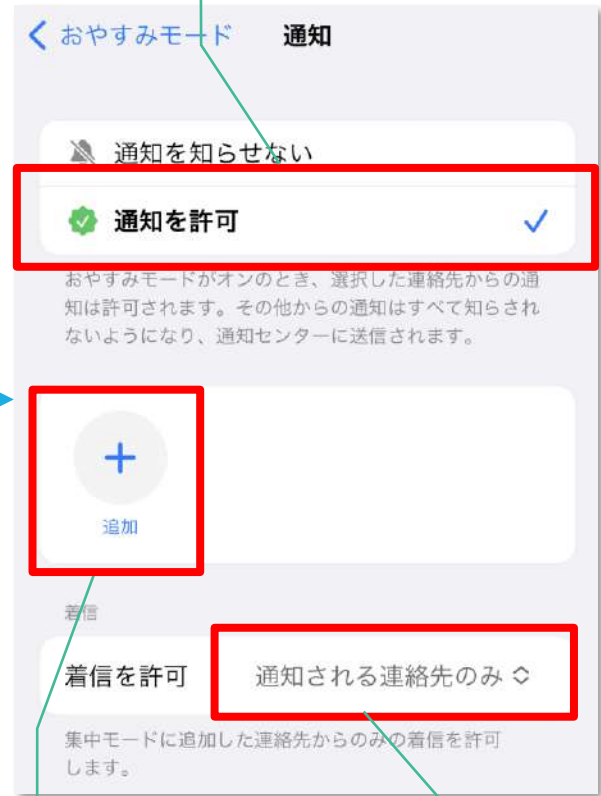 おやすみモード 通知
通知を知らせない
通知を許可
おやすみモードがオンのとき、選択した連絡先からの通
知は許可されます。その他からの通知はすべて知らされ
ないようになり、通知センターに送信されます。
追加
着信
着信を許可 通知される連絡先のみ
集中モードに追加した連絡先からのみの着信を許可
します。